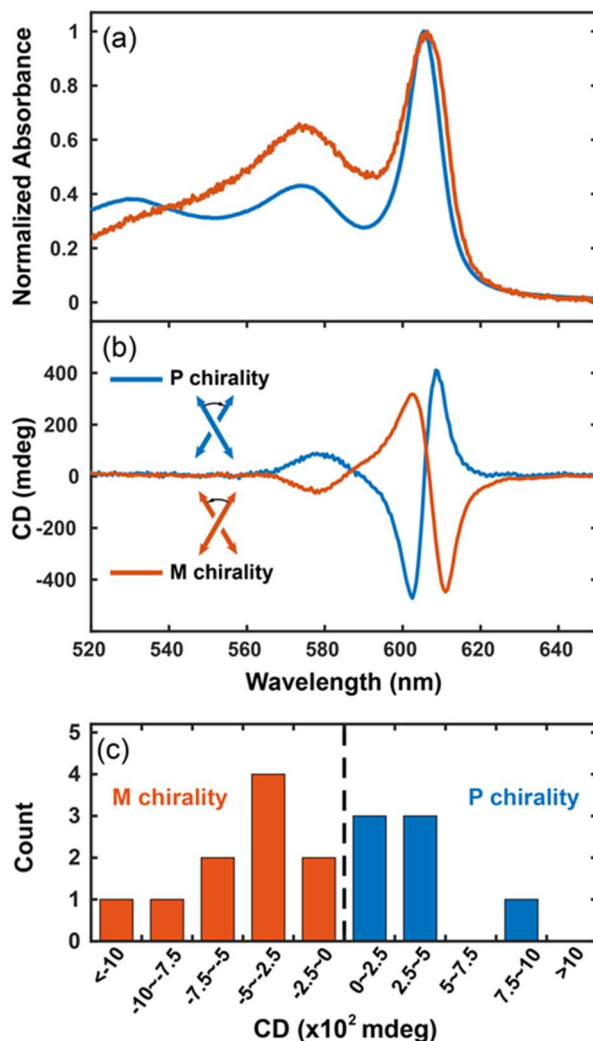 (a)
Normalized Absorbance
1
0.8
0.6
0.4
0.2
0
(b)
CD (mdeg)
400
200
0
-200
-400
P chirality
M chirality
520 540 560 580 600 620 640
Wavelength (nm)
(c)
Count
5
4
3
2
1
0
M chirality
P chirality
<-10 -10~-7.5 -7.5~-5 -5~-2.5 -2.5~0 0~2.5 2.5~5 5~7.5 7.5~10 >10
CD (x10² mdeg)